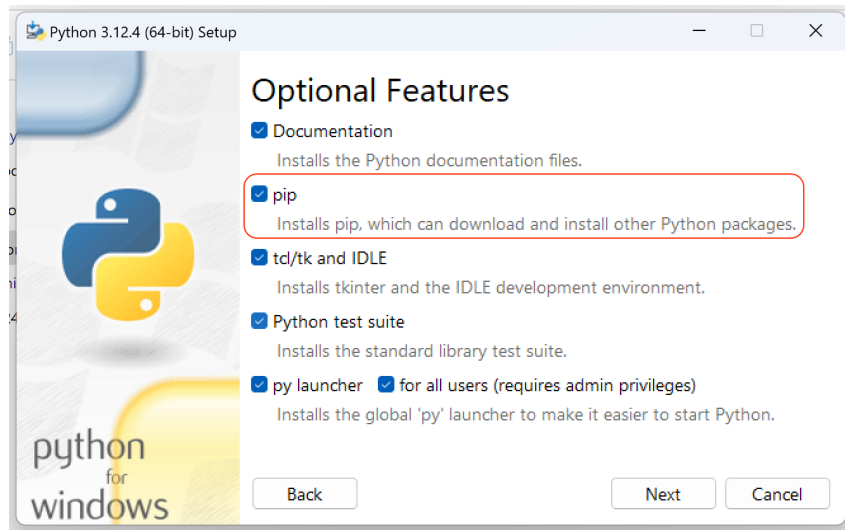 Python 3.12.4 (64-bit) Setup
Optional Features
Documentation
Installs the Python documentation files.
pip
Installs pip, which can download and install other Python packages.
tcl/tk and IDLE
Installs tkinter and the IDLE development environment.
Python test suite
Installs the standard library test suite.
py launcher for all users (requires admin privileges)
Installs the global 'py' launcher to make it easier to start Python.
python
for
windows
Back Next Cancel